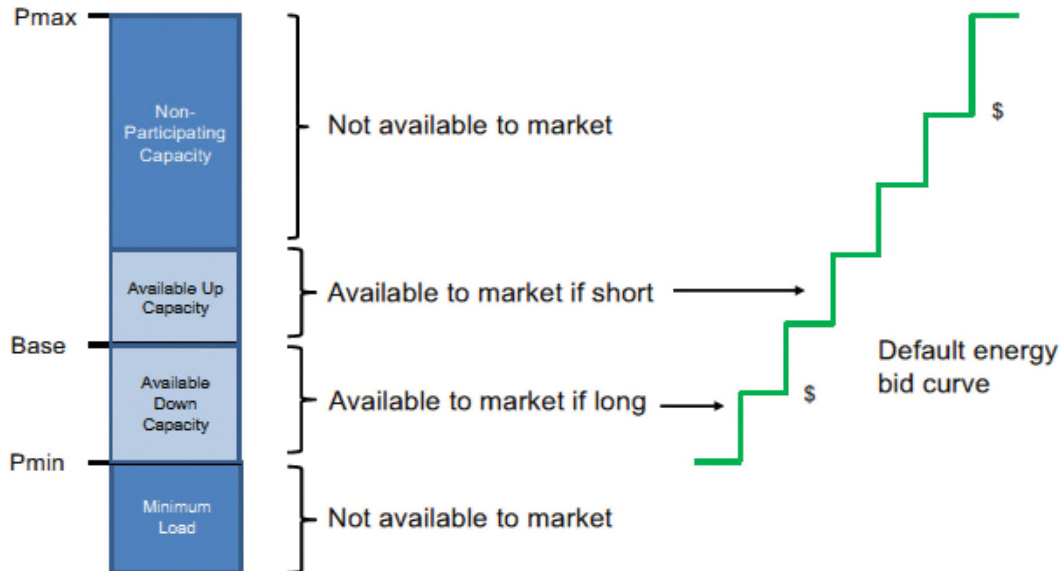 Pmax
Non-
Participating
Capacity
Not available to market
$
Available Up
Capacity
Available to market if short
Base
Default energy
bid curve
Available
Down
Capacity
Available to market if long
$
Pmin
Minimum
Load
Not available to market